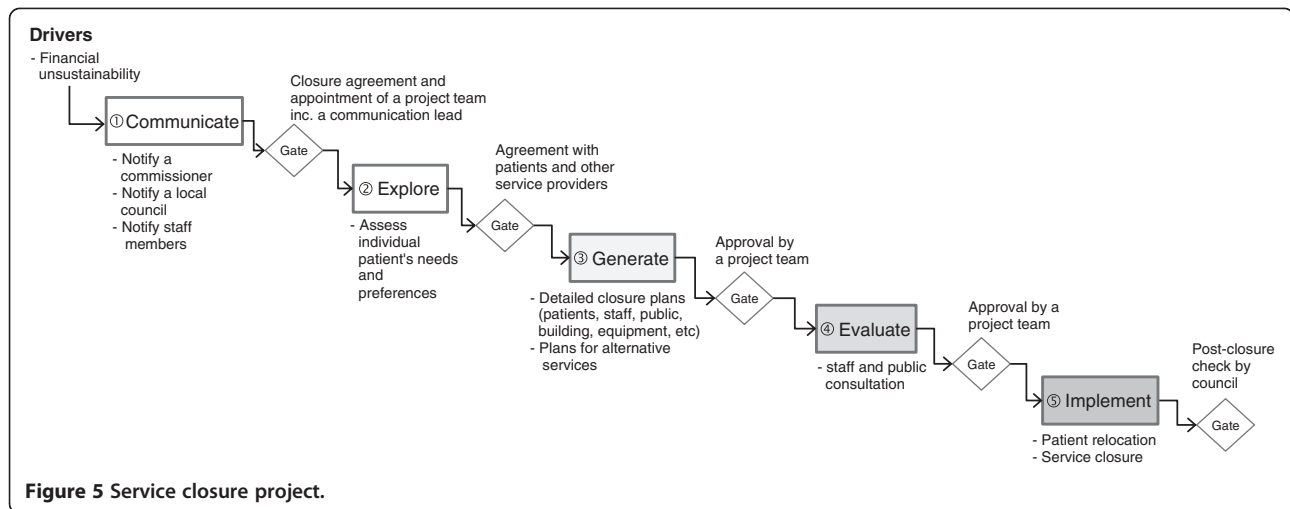 Drivers
- Financial
unsustainability
① Communicate
- Notify a
commissioner
- Notify a local
council
- Notify staff
members
Closure agreement and
appointment of a project team
inc. a communication lead
Gate
② Explore
- Assess
individual
patient's needs
and
preferences
Agreement with
patients and other
service providers
Gate
③ Generate
- Detailed closure plans
(patients, staff, public,
building, equipment, etc)
- Plans for alternative
services
Approval by
a project team
Gate
④ Evaluate
- staff and public
consultation
Approval by a
project team
Gate
⑤ Implement
- Patient relocation
- Service closure
Post-closure
check by
council
Gate
Figure 5 Service closure project.